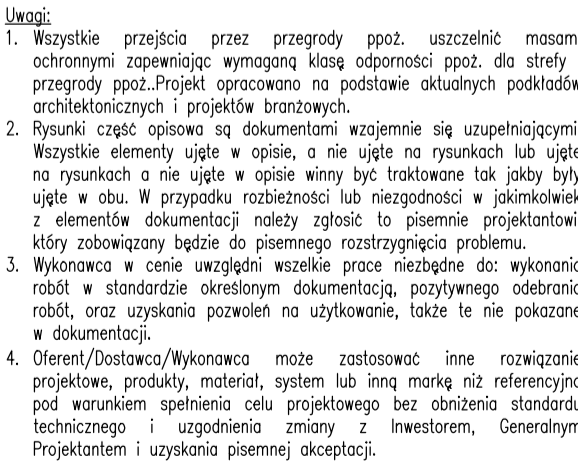 Uwagi:
1. Wszystkie przejścia przez przegrody ppoż. uszczelnić masam
ochronnymi zapewniając wymaganą klasę odporności ppoż. dla strefy
przegrody ppoż..Projekt opracowano na podstawie aktualnych podkładów
architektonicznych i projektów branżowych.
2. Rysunki część opisowa są dokumentami wzajemnie się uzupełniającymi
Wszystkie elementy ujęte w opisie, a nie ujęte na rysunkach lub ujęte
na rysunkach a nie ujęte w opisie winny być traktowane tak jakby były
ujęte w obu. W przypadku rozbieżności lub niezgodności w jakimkolwiek
z elementów dokumentacji należy zgłosić to pisemnie projektantowi
który zobowiązany będzie do pisemnego rozstrzygnięcia problemu.
3. Wykonawca w cenie uwzględni wszelkie prace niezbędne do: wykonania
robót w standardzie określonym dokumentacją, pozytywnego odebrania
robót, oraz uzyskania pozwoleń na użytkowanie, także te nie pokazane
w dokumentacji.
4. Oferent/Dostawca/Wykonawca może zastosować inne rozwiązanie
projektowe, produkty, materiał, system lub inną markę niż referencyjna
pod warunkiem spełnienia celu projektowego bez obniżenia standardu
technicznego i uzgodnienia zmiany z Inwestorem, Generalnym
Projektantem i uzyskania pisemnej akceptacji.